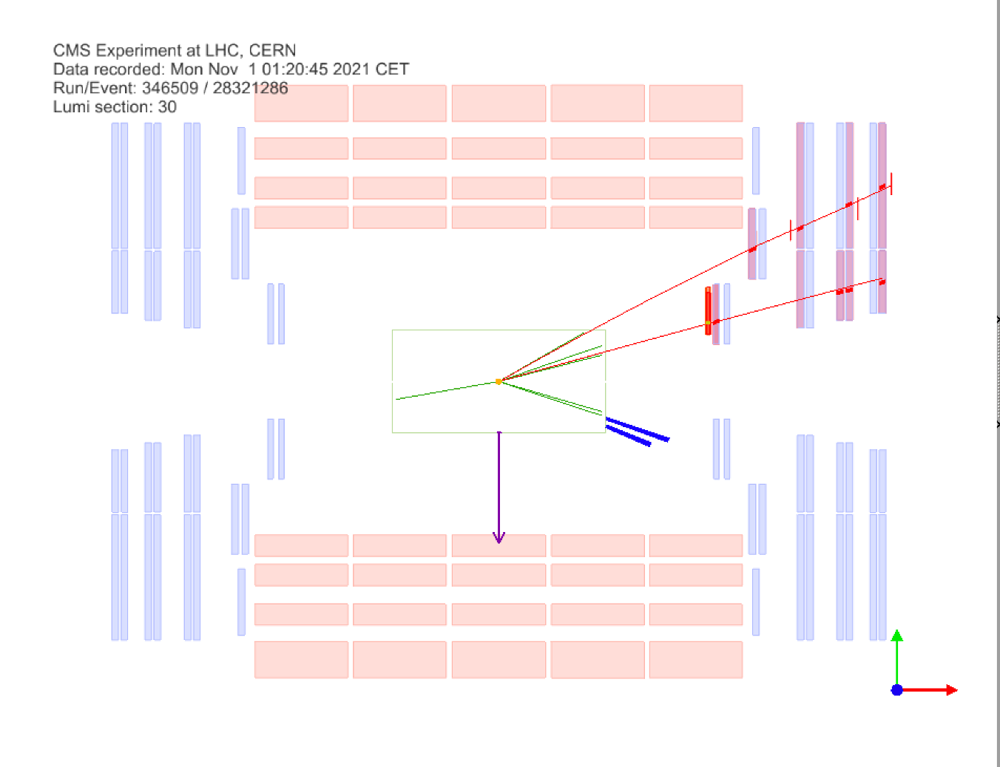 CMS Experiment at LHC, CERN
Data recorded: Mon Nov  1 01:20:45 2021 CET
Run/Event: 346509 / 28321286
Lumi section: 30